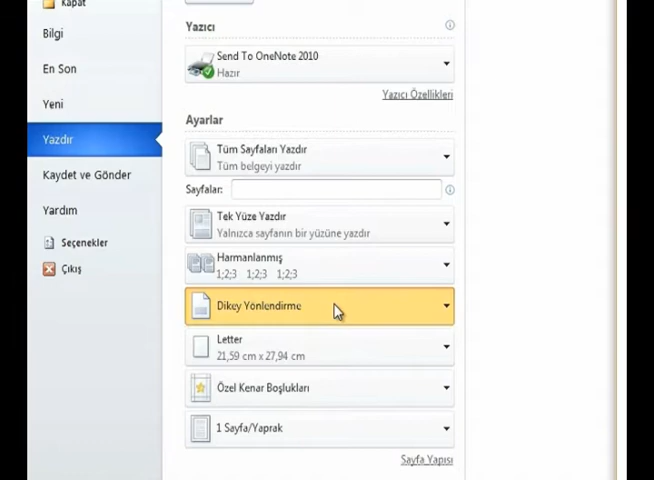 Kapat
Bilgi
En Son
Yeni
Yazdır
Kaydet ve Gönder
Yardım
Seçenekler
Çıkış
Yazıcı
Send To OneNote 2010
Hazır
Yazıcı Özellikleri
Ayarlar
Tüm Sayfaları Yazdır
Tüm belgeyi yazdır
Sayfalar:
Tek Yüze Yazdır
Yalnızca sayfanın bir yüzüne yazdır
Harmanlanmış
1;2;3 1;2;3 1;2;3
Dikey Yönlendirme
Letter
21,59 cm x 27,94 cm
Özel Kenar Boşlukları
1 Sayfa/Yaprak
Sayfa Yapısı